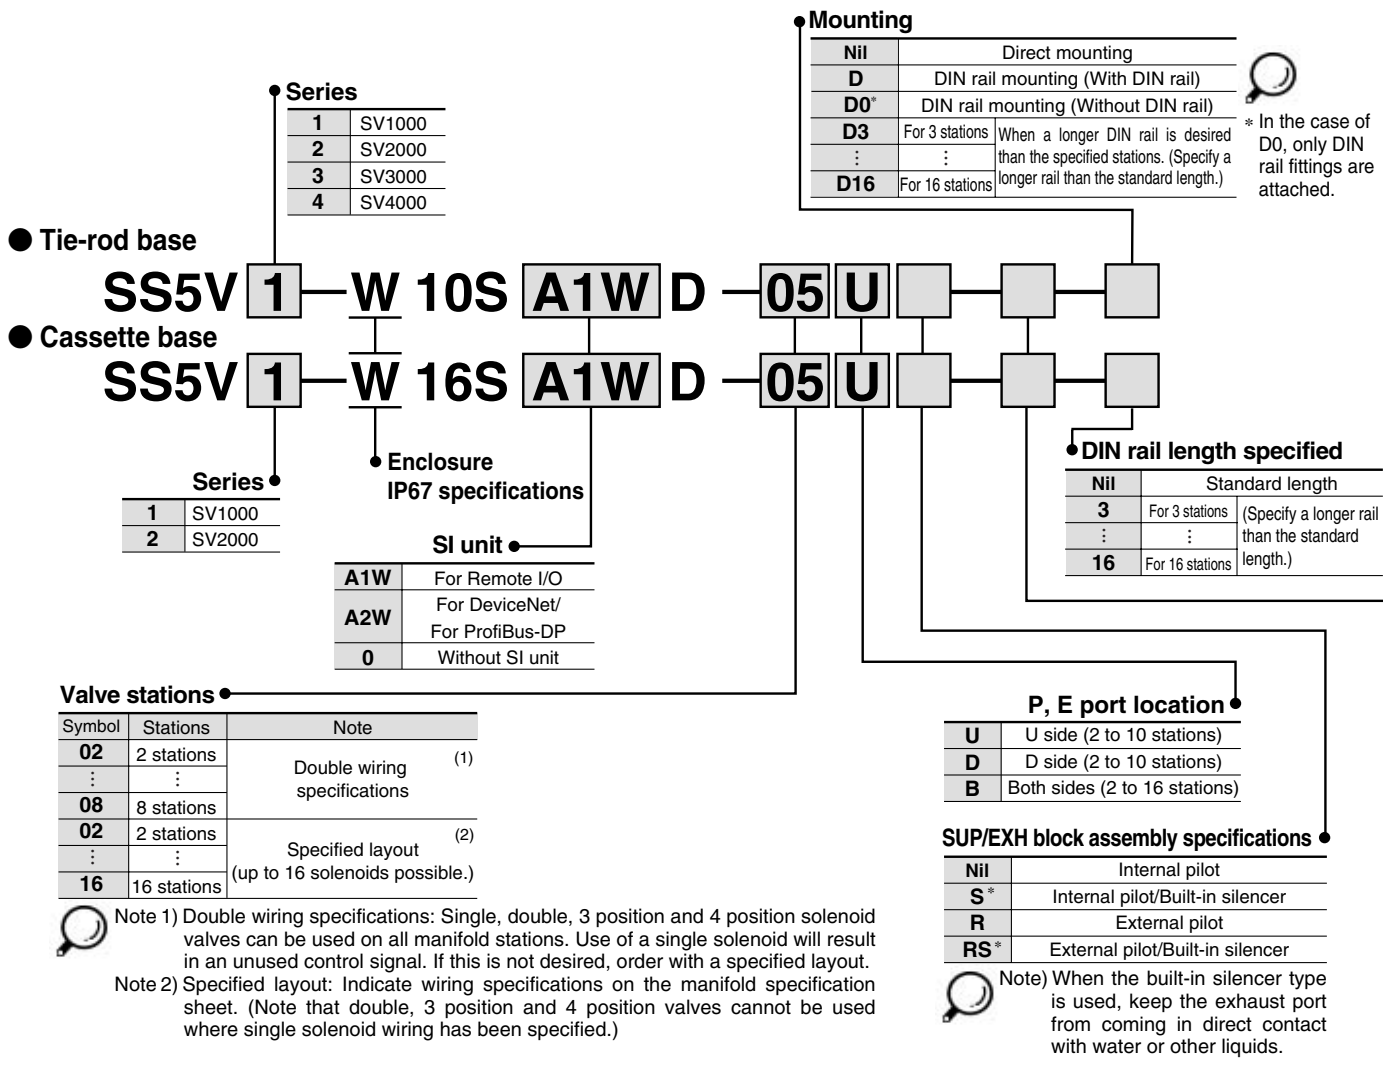 Mounting
Nil Direct mounting
D DIN rail mounting (With DIN rail)
D0* DIN rail mounting (Without DIN rail)
D3 For 3 stations When a longer DIN rail is desired
⋮ ⋮ than the specified stations. (Specify a
D16 For 16 stations longer rail than the standard length.)
* In the case of
D0, only DIN
rail fittings are
attached.
Series
1 SV1000
2 SV2000
3 SV3000
4 SV4000
● Tie-rod base
SS5V 1 — W 10S A1W D — 05 U
● Cassette base
SS5V 1 — W 16S A1W D — 05 U
Series
1 SV1000
2 SV2000
Enclosure
IP67 specifications
DIN rail length specified
Nil Standard length
3 For 3 stations (Specify a longer rail
⋮ ⋮ than the standard
16 For 16 stations length.)
SI unit
A1W For Remote I/O
A2W For DeviceNet/
For ProfiBus-DP
0 Without SI unit
Valve stations
Symbol Stations Note
02 2 stations Double wiring (1)
⋮ ⋮ specifications
08 8 stations
02 2 stations (2)
⋮ ⋮ Specified layout
16 16 stations (up to 16 solenoids possible.)
Note 1) Double wiring specifications: Single, double, 3 position and 4 position solenoid
valves can be used on all manifold stations. Use of a single solenoid will result
in an unused control signal. If this is not desired, order with a specified layout.
Note 2) Specified layout: Indicate wiring specifications on the manifold specification
sheet. (Note that double, 3 position and 4 position valves cannot be used
where single solenoid wiring has been specified.)
P, E port location
U U side (2 to 10 stations)
D D side (2 to 10 stations)
B Both sides (2 to 16 stations)
SUP/EXH block assembly specifications
Nil Internal pilot
S* Internal pilot/Built-in silencer
R External pilot
RS* External pilot/Built-in silencer
Note) When the built-in silencer type
is used, keep the exhaust port
from coming in direct contact
with water or other liquids.